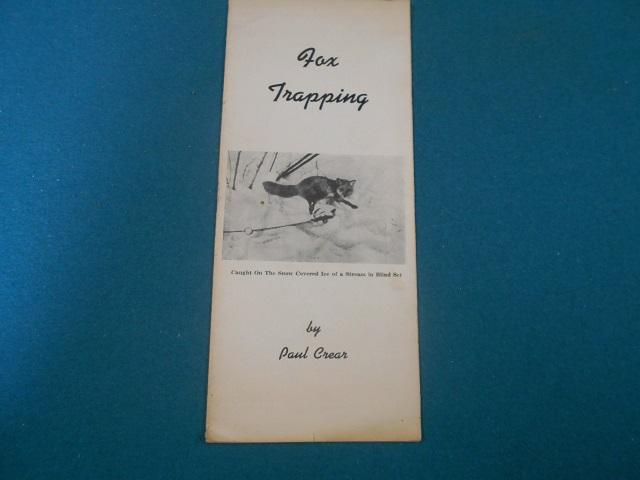 Fox
Trapping
Caught On The Snow Covered Ice of a Stream in Blind Set
by
Paul Crear